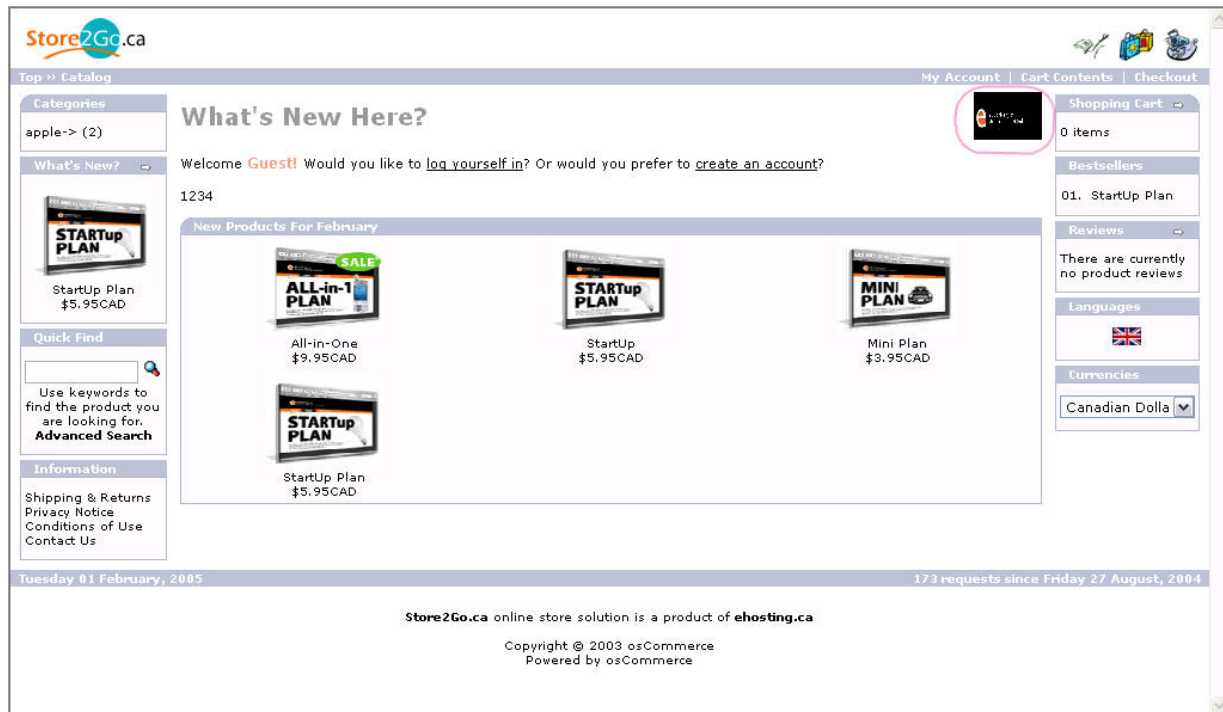 Store2Go.ca
Top >> Catalog
My Account | Cart Contents | Checkout
Categories
apple-> (2)
What's New?
StartUp Plan
$5.95CAD
Quick Find
Use keywords to
find the product you
are looking for.
Advanced Search
Information
Shipping & Returns
Privacy Notice
Conditions of Use
Contact Us
What's New Here?
Welcome Guest! Would you like to log yourself in? Or would you prefer to create an account?
1234
New Products For February
SALE
ALL-in-1
PLAN
All-in-One
$9.95CAD
STARTup
PLAN
StartUp
$5.95CAD
MINI
PLAN
Mini Plan
$3.95CAD
STARTup
PLAN
StartUp Plan
$5.95CAD
Shopping Cart
0 items
Bestsellers
01. StartUp Plan
Reviews
There are currently
no product reviews
Languages
Currencies
Canadian Dolla
STARTup
PLAN
Tuesday 01 February, 2005
173 requests since Friday 27 August, 2004
Store2Go.ca online store solution is a product of ehosting.ca
Copyright © 2003 osCommerce
Powered by osCommerce